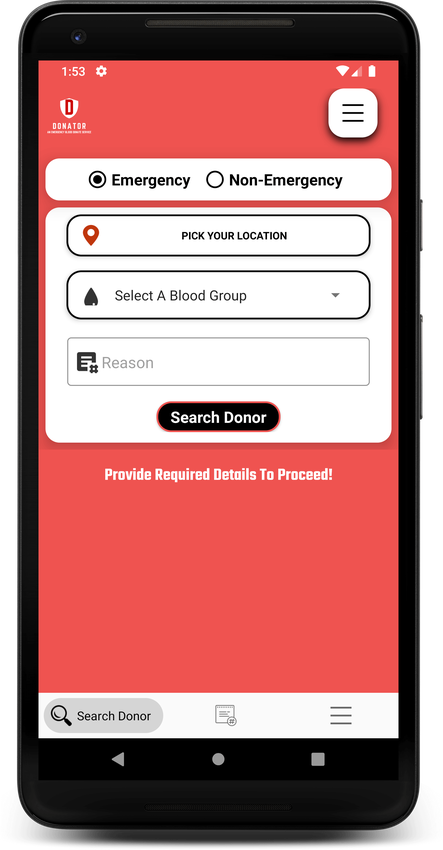 1:53
DONATOR
Emergency Non-Emergency
PICK YOUR LOCATION
Select A Blood Group
Reason
Search Donor
Provide Required Details To Proceed!
Search Donor